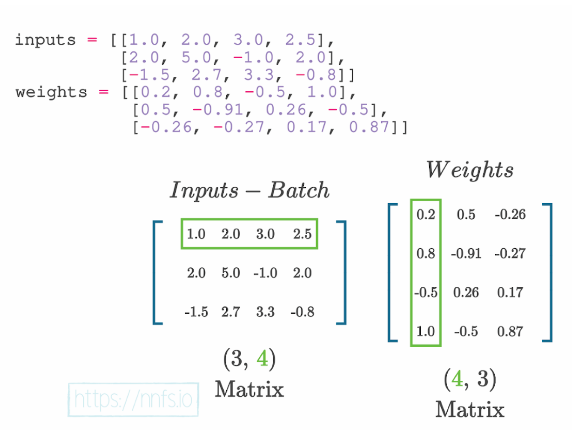 inputs = [[1.0, 2.0, 3.0, 2.5],
[2.0, 5.0, -1.0, 2.0],
[-1.5, 2.7, 3.3, -0.8]]
weights = [[0.2, 0.8, -0.5, 1.0],
[0.5, -0.91, 0.26, -0.5],
[-0.26, -0.27, 0.17, 0.87]]
Inputs – Batch
1.0 2.0 3.0 2.5
2.0 5.0 -1.0 2.0
-1.5 2.7 3.3 -0.8
(3, 4)
Matrix
Weights
0.2 0.5 -0.26
0.8 -0.91 -0.27
-0.5 0.26 0.17
1.0 -0.5 0.87
(4, 3)
Matrix
https://nnfs.io